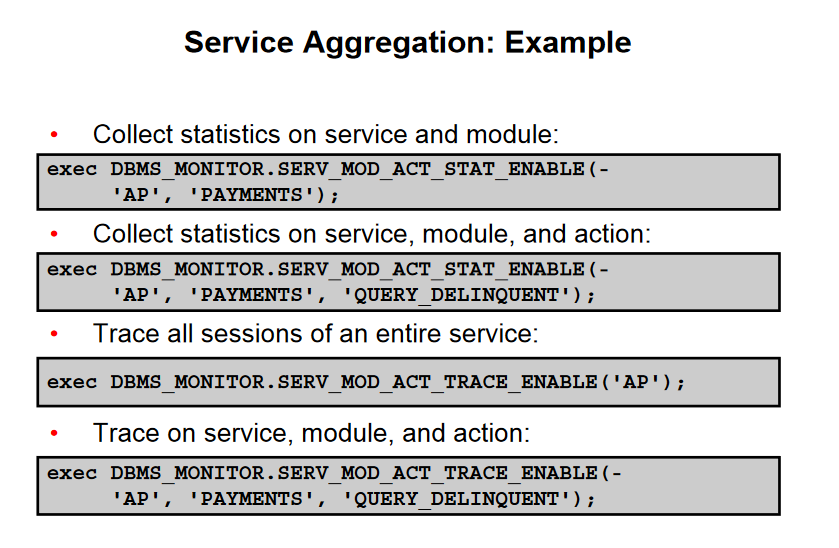 Service Aggregation: Example
• Collect statistics on service and module:
exec DBMS_MONITOR.SERV_MOD_ACT_STAT_ENABLE(-
'AP', 'PAYMENTS');
• Collect statistics on service, module, and action:
exec DBMS_MONITOR.SERV_MOD_ACT_STAT_ENABLE(-
'AP', 'PAYMENTS', 'QUERY_DELINQUENT');
• Trace all sessions of an entire service:
exec DBMS_MONITOR.SERV_MOD_ACT_TRACE_ENABLE('AP');
• Trace on service, module, and action:
exec DBMS_MONITOR.SERV_MOD_ACT_TRACE_ENABLE(-
'AP', 'PAYMENTS', 'QUERY_DELINQUENT');